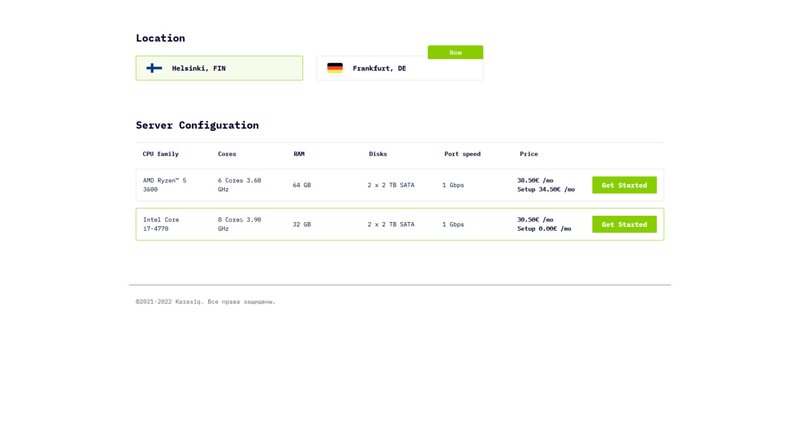 Location
New
Helsinki, FIN
Frankfurt, DE
Server Configuration
CPU family Cores RAM Disks Port speed Price
AMD Ryzen™ 5 3600 6 Cores 3.60 GHz 64 GB 2 x 2 TB SATA 1 Gbps 38.50€ /mo Setup 34.50€ /mo Get Started
Intel Core i7-4770 8 Cores 3.90 GHz 32 GB 2 x 2 TB SATA 1 Gbps 30.50€ /mo Setup 0.00€ /mo Get Started
©2021-2022 Karasiq. Все права защищены.